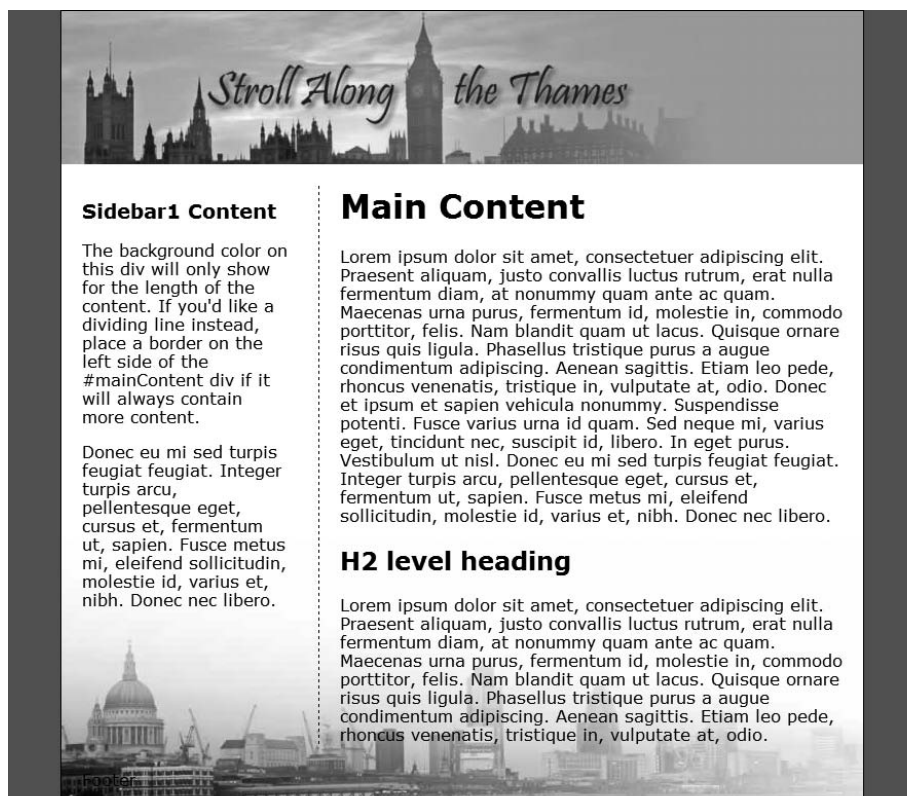 Stroll Along the Thames
Sidebar1 Content
The background color on
this div will only show
for the length of the
content. If you'd like a
dividing line instead,
place a border on the
left side of the
#mainContent div if it
will always contain
more content.
Donec eu mi sed turpis
feugiat feugiat. Integer
turpis arcu,
pellentesque eget,
cursus et, fermentum
ut, sapien. Fusce metus
mi, eleifend sollicitudin,
molestie id, varius et,
nibh. Donec nec libero.
Main Content
Lorem ipsum dolor sit amet, consectetuer adipiscing elit.
Praesent aliquam, justo convallis luctus rutrum, erat nulla
fermentum diam, at nonummy quam ante ac quam.
Maecenas urna purus, fermentum id, molestie in, commodo
porttitor, felis. Nam blandit quam ut lacus. Quisque ornare
risus quis ligula. Phasellus tristique purus a augue
condimentum adipiscing. Aenean sagittis. Etiam leo pede,
rhoncus venenatis, tristique in, vulputate at, odio. Donec
et ipsum et sapien vehicula nonummy. Suspendisse
potenti. Fusce varius urna id quam. Sed neque mi, varius
eget, tincidunt nec, suscipit id, libero. In eget purus.
Vestibulum ut nisl. Donec eu mi sed turpis feugiat feugiat.
Integer turpis arcu, pellentesque eget, cursus et,
fermentum ut, sapien. Fusce metus mi, eleifend
sollicitudin, molestie id, varius et, nibh. Donec nec libero.
H2 level heading
Lorem ipsum dolor sit amet, consectetuer adipiscing elit.
Praesent aliquam, justo convallis luctus rutrum, erat nulla
fermentum diam, at nonummy quam ante ac quam.
Maecenas urna purus, fermentum id, molestie in, commodo
porttitor, felis. Nam blandit quam ut lacus. Quisque ornare
risus quis ligula. Phasellus tristique purus a augue
condimentum adipiscing. Aenean sagittis. Etiam leo pede,
rhoncus venenatis, tristique in, vulputate at, odio.
Footer